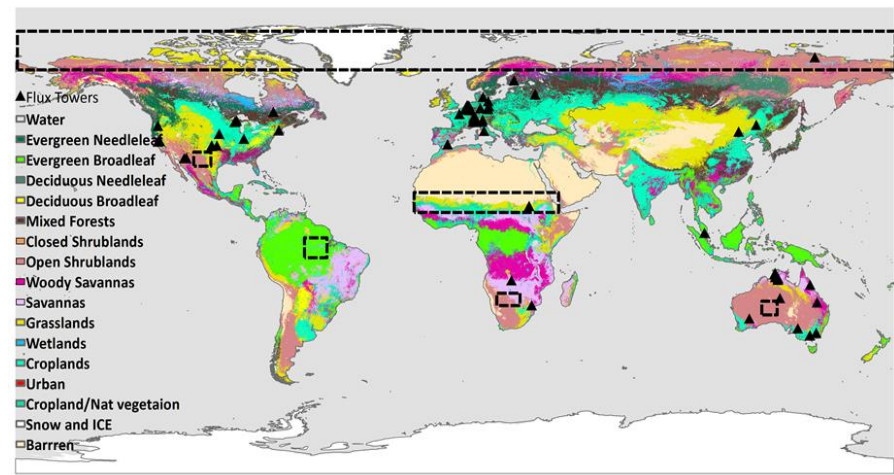 Flux Towers
Water
Evergreen Needleleaf
Evergreen Broadleaf
Deciduous Needleleaf
Deciduous Broadleaf
Mixed Forests
Closed Shrublands
Open Shrublands
Woody Savannas
Savannas
Grasslands
Wetlands
Croplands
Urban
Cropland/Nat vegetaion
Snow and ICE
Barrren